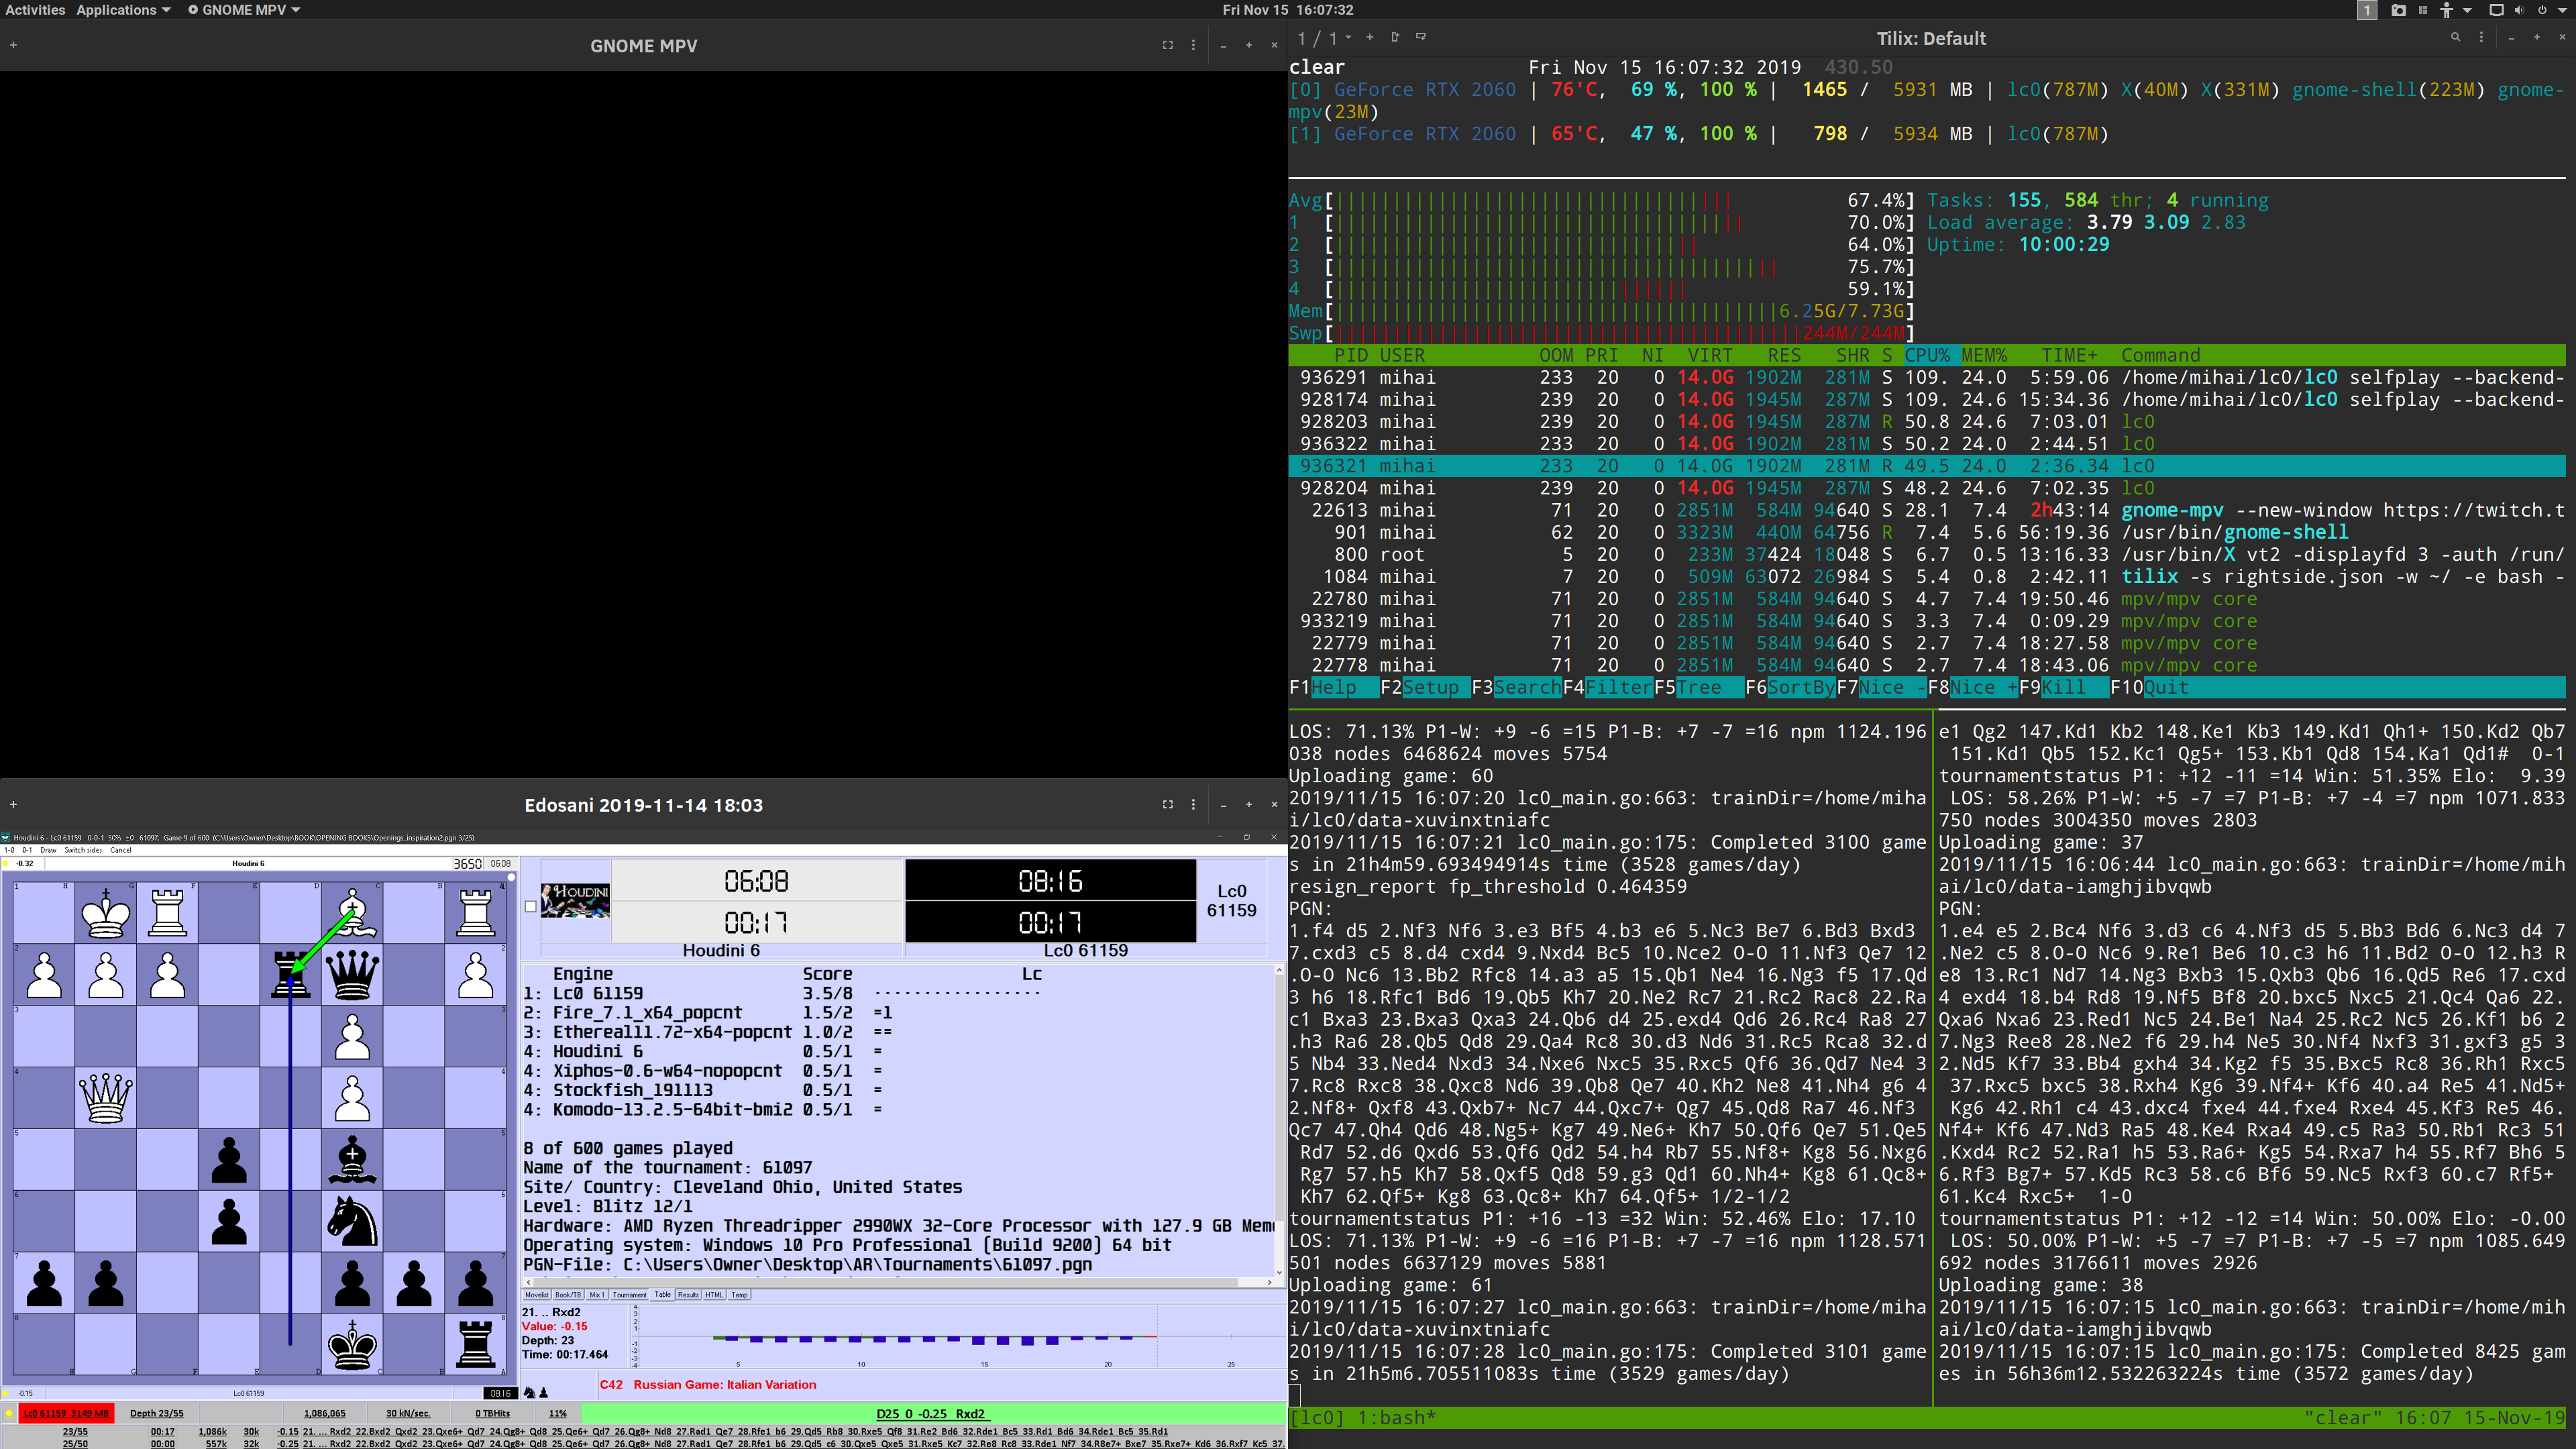 Activities Applications GNOME MPV Fri Nov 15 16:07:32 1
GNOME MPV
1 / 1 Tilix: Default
clear Fri Nov 15 16:07:32 2019 430.50
[0] GeForce RTX 2060 | 76'C, 69 %, 100 % | 1465 / 5931 MB | lc0(787M) X(40M) X(331M) gnome-shell(223M) gnome-
mpv(23M)
[1] GeForce RTX 2060 | 65'C, 47 %, 100 % | 798 / 5934 MB | lc0(787M)
Avg[ 67.4%] Tasks: 155, 584 thr; 4 running
1 [ 70.0%] Load average: 3.79 3.09 2.83
2 [ 64.0%] Uptime: 10:00:29
3 [ 75.7%]
4 [ 59.1%]
Mem[ 6.25G/7.73G]
Swp[ 244M/244M]
PID USER OOM PRI NI VIRT RES SHR S CPU% MEM% TIME+ Command
936291 mihai 233 20 0 14.0G 1902M 281M S 109. 24.0 5:59.06 /home/mihai/lc0/lc0 selfplay --backend-
928174 mihai 239 20 0 14.0G 1945M 287M S 109. 24.6 15:34.36 /home/mihai/lc0/lc0 selfplay --backend-
928203 mihai 239 20 0 14.0G 1945M 287M R 50.8 24.6 7:03.01 lc0
936322 mihai 233 20 0 14.0G 1902M 281M S 50.2 24.0 2:44.51 lc0
936321 mihai 233 20 0 14.0G 1902M 281M R 49.5 24.0 2:36.34 lc0
928204 mihai 239 20 0 14.0G 1945M 287M S 48.2 24.6 7:02.35 lc0
22613 mihai 71 20 0 2851M 584M 94640 S 28.1 7.4 2h43:14 gnome-mpv --new-window https://twitch.t
901 mihai 62 20 0 3323M 440M 64756 R 7.4 5.6 56:19.36 /usr/bin/gnome-shell
800 root 5 20 0 233M 37424 18048 S 6.7 0.5 13:16.33 /usr/bin/X vt2 -displayfd 3 -auth /run/
1084 mihai 7 20 0 509M 63072 26984 S 5.4 0.8 2:42.11 tilix -s rightside.json -w ~/ -e bash -
22780 mihai 71 20 0 2851M 584M 94640 S 4.7 7.4 19:50.46 mpv/mpv core
933219 mihai 71 20 0 2851M 584M 94640 S 3.3 7.4 0:09.29 mpv/mpv core
22779 mihai 71 20 0 2851M 584M 94640 S 2.7 7.4 18:27.58 mpv/mpv core
22778 mihai 71 20 0 2851M 584M 94640 S 2.7 7.4 18:43.06 mpv/mpv core
F1Help F2Setup F3SearchF4FilterF5Tree F6SortByF7Nice -F8Nice +F9Kill F10Quit
LOS: 71.13% P1-W: +9 -6 =15 P1-B: +7 -7 =16 npm 1124.196
038 nodes 6468624 moves 5754
Uploading game: 60
2019/11/15 16:07:20 lc0_main.go:663: trainDir=/home/miha
i/lc0/data-xuvinxtniafc
2019/11/15 16:07:21 lc0_main.go:175: Completed 3100 game
s in 21h4m59.693494914s time (3528 games/day)
resign_report fp_threshold 0.464359
PGN:
1.f4 d5 2.Nf3 Nf6 3.e3 Bf5 4.b3 e6 5.Nc3 Be7 6.Bd3 Bxd3
7.cxd3 c5 8.d4 cxd4 9.Nxd4 Bc5 10.Nce2 O-O 11.Nf3 Qe7 12
.O-O Nc6 13.Bb2 Rfc8 14.a3 a5 15.Qb1 Ne4 16.Ng3 f5 17.Qd
3 h6 18.Rfc1 Bd6 19.Qb5 Kh7 20.Ne2 Rc7 21.Rc2 Rac8 22.Ra
c1 Bxa3 23.Bxa3 Qxa3 24.Qb6 d4 25.exd4 Qd6 26.Rc4 Ra8 27
.h3 Ra6 28.Qb5 Qd8 29.Qa4 Rc8 30.d3 Nd6 31.Rc5 Rca8 32.d
5 Nb4 33.Ned4 Nxd3 34.Nxe6 Nxc5 35.Rxc5 Qf6 36.Qd7 Ne4 3
7.Rc8 Rxc8 38.Qxc8 Nd6 39.Qb8 Qe7 40.Kh2 Ne8 41.Nh4 g6 4
2.Nf8+ Qxf8 43.Qxb7+ Nc7 44.Qxc7+ Qg7 45.Qd8 Ra7 46.Nf3
Qc7 47.Qh4 Qd6 48.Ng5+ Kg7 49.Ne6+ Kh7 50.Qf6 Qe7 51.Qe5
Rd7 52.d6 Qxd6 53.Qf6 Qd2 54.h4 Rb7 55.Nf8+ Kg8 56.Nxg6
Rg7 57.h5 Kh7 58.Qxf5 Qd8 59.g3 Qd1 60.Nh4+ Kg8 61.Qc8+
Kh7 62.Qf5+ Kg8 63.Qc8+ Kh7 64.Qf5+ 1/2-1/2
tournamentstatus P1: +16 -13 =32 Win: 52.46% Elo: 17.10
LOS: 71.13% P1-W: +9 -6 =16 P1-B: +7 -7 =16 npm 1128.571
501 nodes 6637129 moves 5881
Uploading game: 61
2019/11/15 16:07:27 lc0_main.go:663: trainDir=/home/miha
i/lc0/data-xuvinxtniafc
2019/11/15 16:07:28 lc0_main.go:175: Completed 3101 game
s in 21h5m6.705511083s time (3529 games/day)
e1 Qg2 147.Kd1 Kb2 148.Ke1 Kb3 149.Kd1 Qh1+ 150.Kd2 Qb7
151.Kd1 Qb5 152.Kc1 Qg5+ 153.Kb1 Qd8 154.Ka1 Qd1# 0-1
tournamentstatus P1: +12 -11 =14 Win: 51.35% Elo: 9.39
LOS: 58.26% P1-W: +5 -7 =7 P1-B: +7 -4 =7 npm 1071.833
750 nodes 3004350 moves 2803
Uploading game: 37
2019/11/15 16:06:44 lc0_main.go:663: trainDir=/home/mih
ai/lc0/data-iamghjibvqwb
PGN:
1.e4 e5 2.Bc4 Nf6 3.d3 c6 4.Nf3 d5 5.Bb3 Bd6 6.Nc3 d4 7
.Ne2 c5 8.O-O Nc6 9.Re1 Be6 10.c3 h6 11.Bd2 O-O 12.h3 R
e8 13.Rc1 Nd7 14.Ng3 Bxb3 15.Qxb3 Qb6 16.Qd5 Re6 17.cxd
4 exd4 18.b4 Rd8 19.Nf5 Bf8 20.bxc5 Nxc5 21.Qc4 Qa6 22.
Qxa6 Nxa6 23.Red1 Nc5 24.Be1 Na4 25.Rc2 Nc5 26.Kf1 b6 2
7.Ng3 Ree8 28.Ne2 f6 29.h4 Ne5 30.Nf4 Nxf3 31.gxf3 g5 3
2.Nd5 Kf7 33.Bb4 gxh4 34.Kg2 f5 35.Bxc5 Rc8 36.Rh1 Rxc5
37.Rxc5 bxc5 38.Rxh4 Kg6 39.Nf4+ Kf6 40.a4 Re5 41.Nd5+
Kg6 42.Rh1 c4 43.dxc4 fxe4 44.fxe4 Rxe4 45.Kf3 Re5 46.
Nf4+ Kf6 47.Nd3 Ra5 48.Ke4 Rxa4 49.c5 Ra3 50.Rb1 Rc3 51
.Kxd4 Rc2 52.Ra1 h5 53.Ra6+ Kg5 54.Rxa7 h4 55.Rf7 Bh6 5
6.Rf3 Bg7+ 57.Kd5 Rc3 58.c6 Bf6 59.Nc5 Rxf3 60.c7 Rf5+
61.Kc4 Rxc5+ 1-0
tournamentstatus P1: +12 -12 =14 Win: 50.00% Elo: -0.00
LOS: 50.00% P1-W: +5 -7 =7 P1-B: +7 -5 =7 npm 1085.649
692 nodes 3176611 moves 2926
Uploading game: 38
2019/11/15 16:07:15 lc0_main.go:663: trainDir=/home/mih
ai/lc0/data-iamghjibvqwb
2019/11/15 16:07:15 lc0_main.go:175: Completed 8425 gam
es in 56h36m12.532263224s time (3572 games/day)
[lc0] 1:bash* "clear" 16:07 15-Nov-19
Edosani 2019-11-14 18:03
Houdini 6 - Lc0 61159 0-0-1 50% ±0 61097: Game 9 of 600 (C:\Users\Owner\Desktop\BOOK\OPENING BOOKS\Openings_inspiration2.pgn 3/25)
1-0 0-1 Draw Switch sides Cancel
-0.32 Houdini 6 3650 06:08
HOUDINI 06:08 08:16 Lc0
00:17 00:17 61159
Houdini 6 Lc0 61159
Engine Score Lc
1: Lc0 61159 3.5/8 - - - - - - - - - - - - - - - - -
2: Fire_7.1_x64_popcnt 1.5/2 =1
3: Ethereal11.72-x64-popcnt 1.0/2 ==
4: Houdini 6 0.5/1 =
4: Xiphos-0.6-w64-nopopcnt 0.5/1 =
4: Stockfish_191113 0.5/1 =
4: Komodo-13.2.5-64bit-bmi2 0.5/1 =
8 of 600 games played
Name of the tournament: 61097
Site/ Country: Cleveland Ohio, United States
Level: Blitz 12/1
Hardware: AMD Ryzen Threadripper 2990WX 32-Core Processor with 127.9 GB Mem
Operating system: Windows 10 Pro Professional (Build 9200) 64 bit
PGN-File: C:\Users\Owner\Desktop\AR\Tournaments\61097.pgn
Movelist Book/TB Mix 1 Tournament Table Results HTML Temp
21. .. Rxd2
Value: -0.15
Depth: 23
Time: 00:17.464
5 10 15 20 25
C42 Russian Game: Italian Variation
-0.15 Lc0 61159 08:16
Lc0 61159 3149 MB Depth 23/55 1,086,065 30 kN/sec. 0 TBHits 11% D25 0 -0.25 Rxd2
23/55 00:17 1,086k 30k -0.15 21. ... Rxd2 22.Bxd2 Qxd2 23.Qxe6+ Qd7 24.Qg8+ Qd8 25.Qe6+ Qd7 26.Qg8+ Nd8 27.Rad1 Qe7 28.Rfe1 b6 29.Qd5 Rb8 30.Rxe5 Qf8 31.Re2 Bd6 32.Rde1 Bc5 33.Rd1 Bd6 34.Rde1 Bc5 35.Rd1
25/50 00:00 557k 32k -0.25 21. ... Rxd2 22.Bxd2 Qxd2 23.Qxe6+ Qd7 24.Qg8+ Qd8 25.Qe6+ Qd7 26.Qg8+ Nd8 27.Rad1 Qe7 28.Rfe1 b6 29.Qd5 c6 30.Qxe5 Qxe5 31.Rxe5 Kc7 32.Re8 Rc8 33.Rde1 Nf7 34.R8e7+ Bxe7 35.Rxe7+ Kd6 36.Rxf7 Kc5 37.